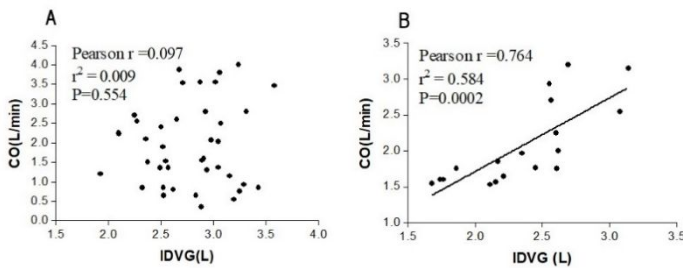 A
Pearson r =0.097
r² = 0.009
P=0.554
CO(L/min)
4.5
4.0
3.5
3.0
2.5
2.0
1.5
1.0
0.5
0.0
1.5
2.0
2.5
3.0
3.5
4.0
IDVG(L)
B
Pearson r =0.764
r² = 0.584
P=0.0002
CO(L/min)
3.5
3.0
2.5
2.0
1.5
1.0
1.5
2.0
2.5
3.0
3.5
IDVG (L)